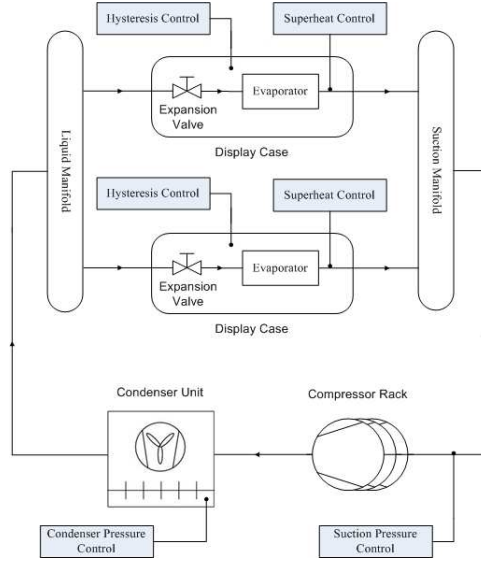 Hysteresis Control
Superheat Control
Liquid Manifold
Expansion
Valve
Evaporator
Display Case
Suction Manifold
Hysteresis Control
Superheat Control
Expansion
Valve
Evaporator
Display Case
Condenser Unit
Compressor Rack
Condenser Pressure
Control
Suction Pressure
Control